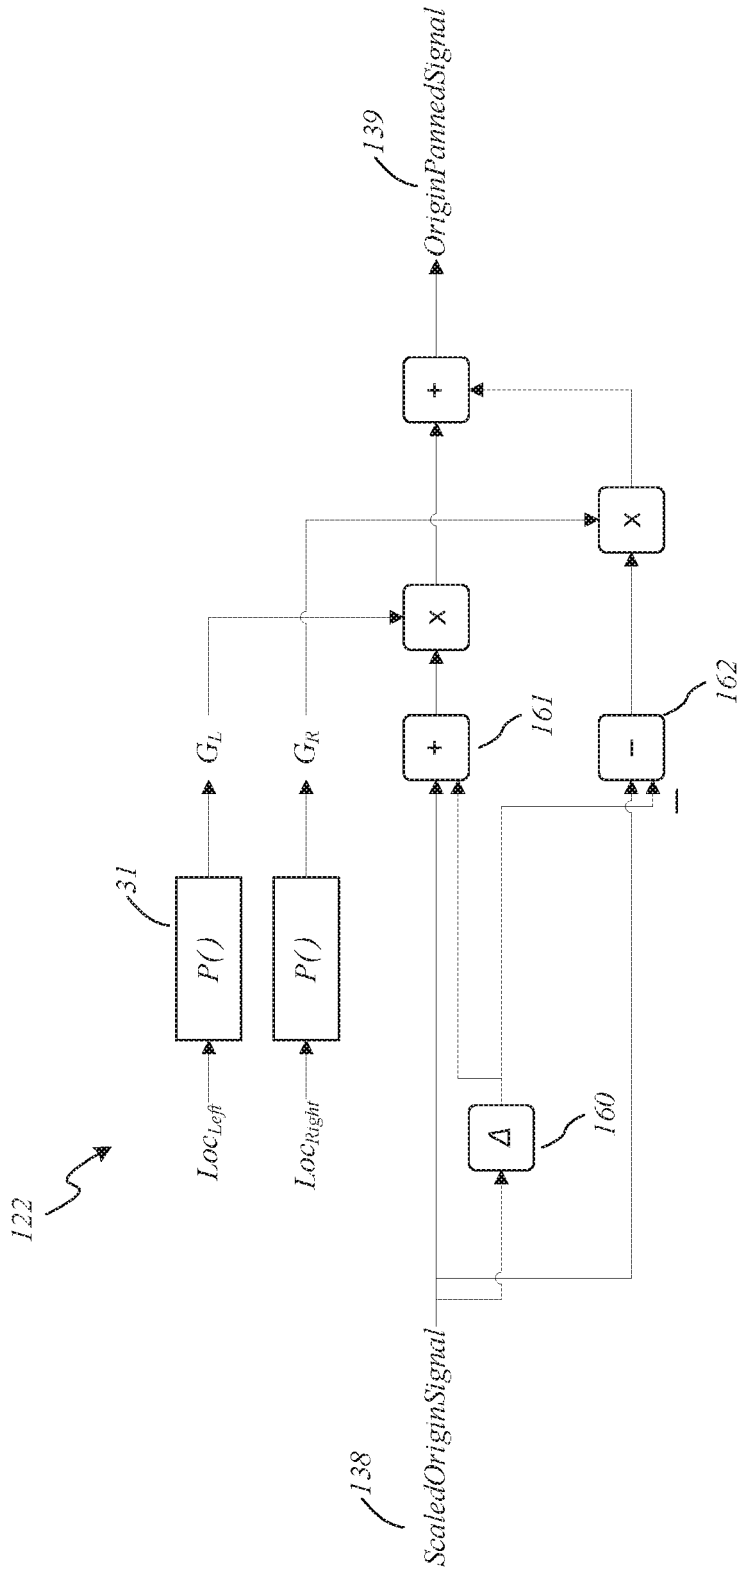 122
Loc_Left
P()
31
G_L
Loc_Right
P()
G_R
138
ScaledOriginSignal
Δ
160
+
161
x
+
139
OriginPannedSignal
−
162
x